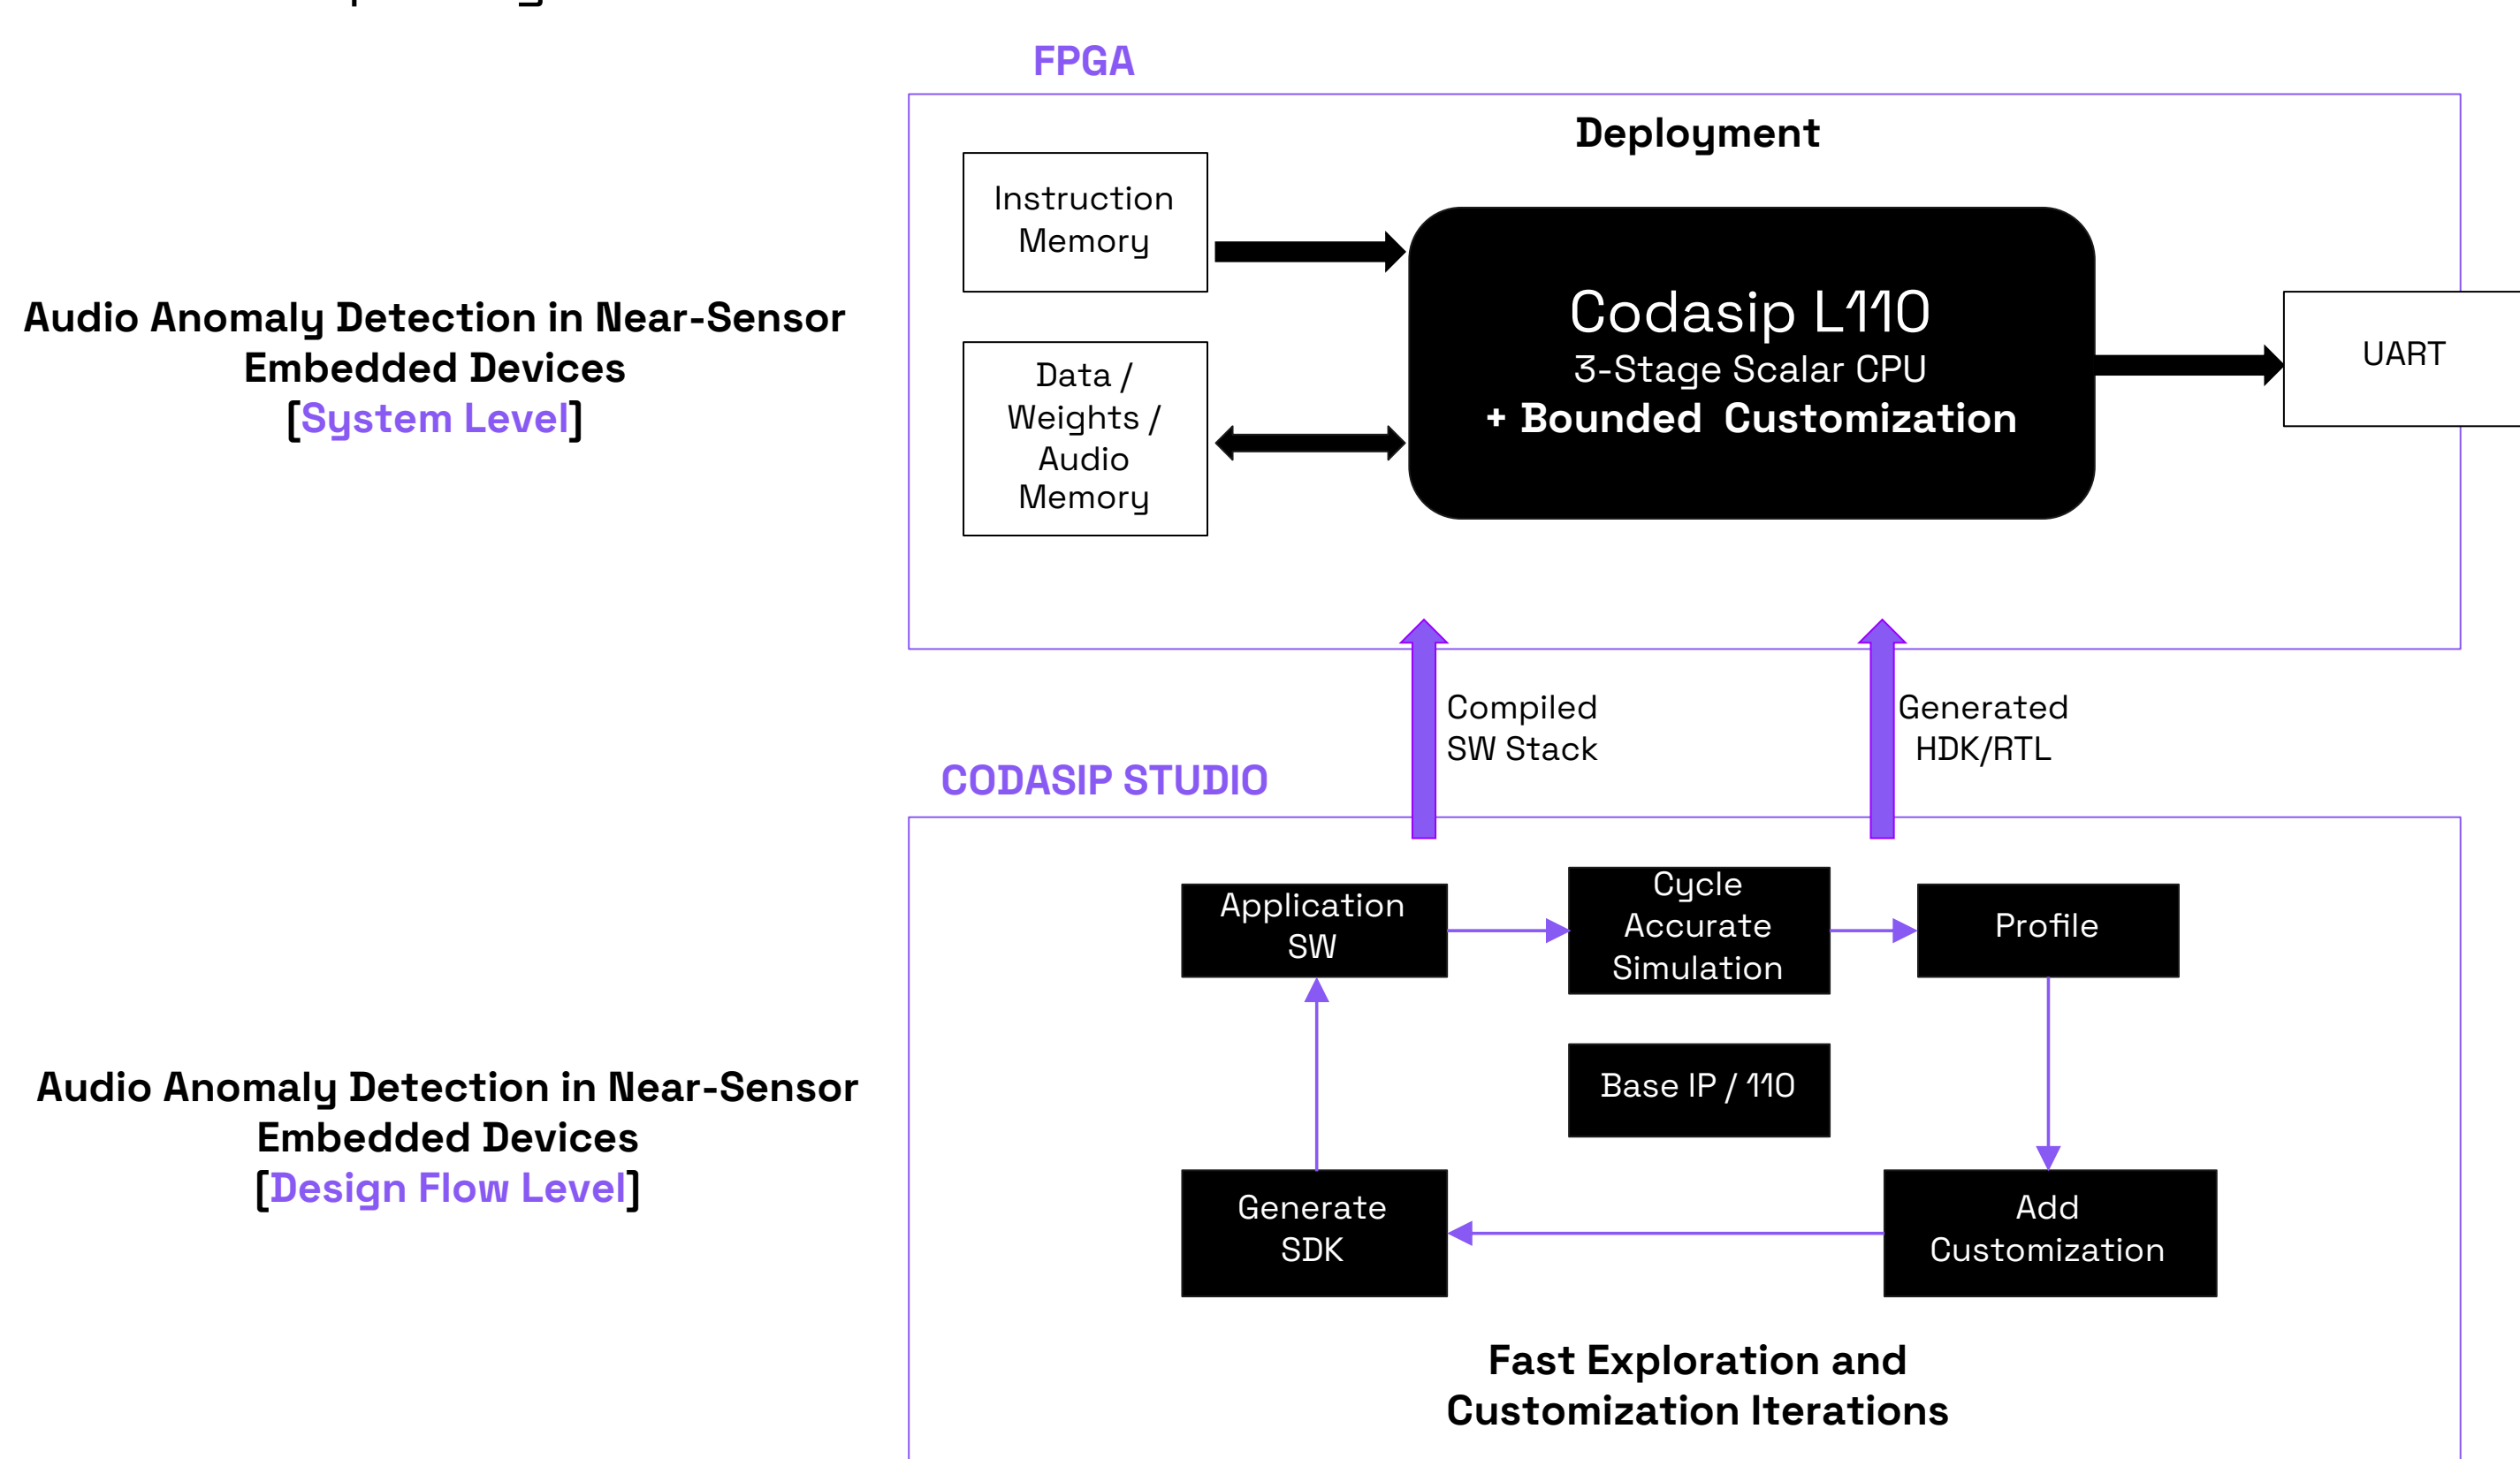 FPGA
Deployment
Instruction
Memory
Data /
Weights /
Audio
Memory
Codasip L110
3-Stage Scalar CPU
+ Bounded  Customization
UART
Audio Anomaly Detection in Near-Sensor
Embedded Devices
[System Level]
Compiled
SW Stack
Generated
HDK/RTL
CODASIP STUDIO
Application
SW
Cycle
Accurate
Simulation
Profile
Base IP / 110
Generate
SDK
Add
Customization
Audio Anomaly Detection in Near-Sensor
Embedded Devices
[Design Flow Level]
Fast Exploration and
Customization Iterations